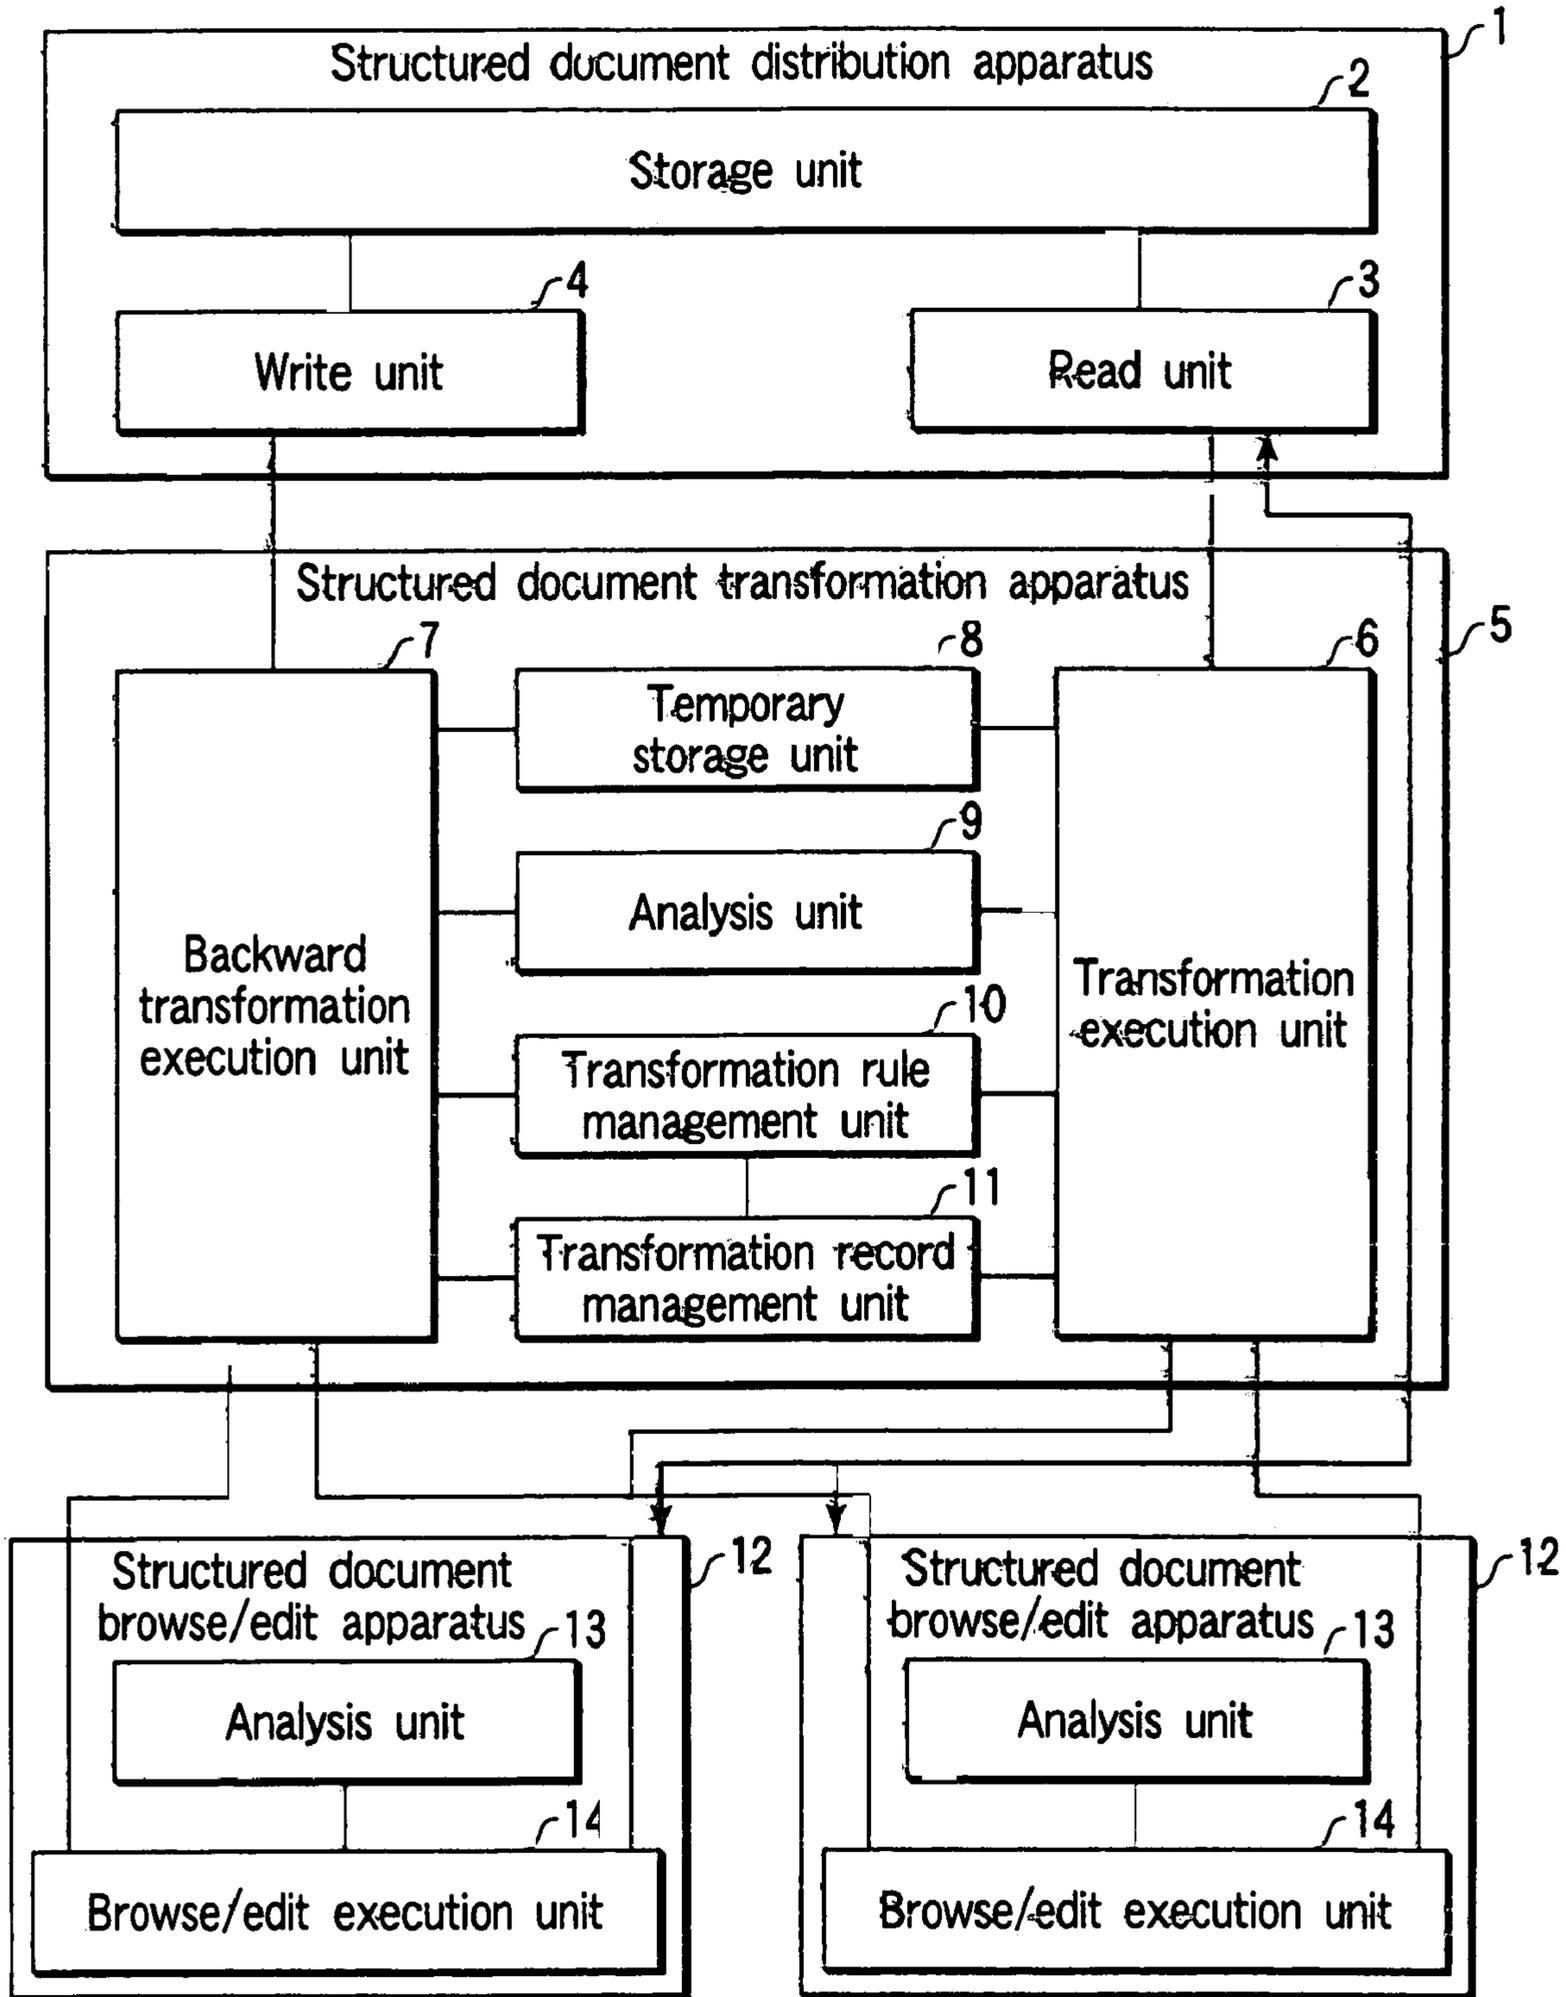 1
Structured document distribution apparatus
2
Storage unit
4
3
Write unit
Read unit
Structured document transformation apparatus
5
7
8
6
Temporary
storage unit
9
Analysis unit
Backward
transformation
execution unit
Transformation
execution unit
10
Transformation rule
management unit
11
Transformation record
management unit
12
12
Structured document
browse/edit apparatus
13
Analysis unit
14
Browse/edit execution unit
Structured document
browse/edit apparatus
13
Analysis unit
14
Browse/edit execution unit